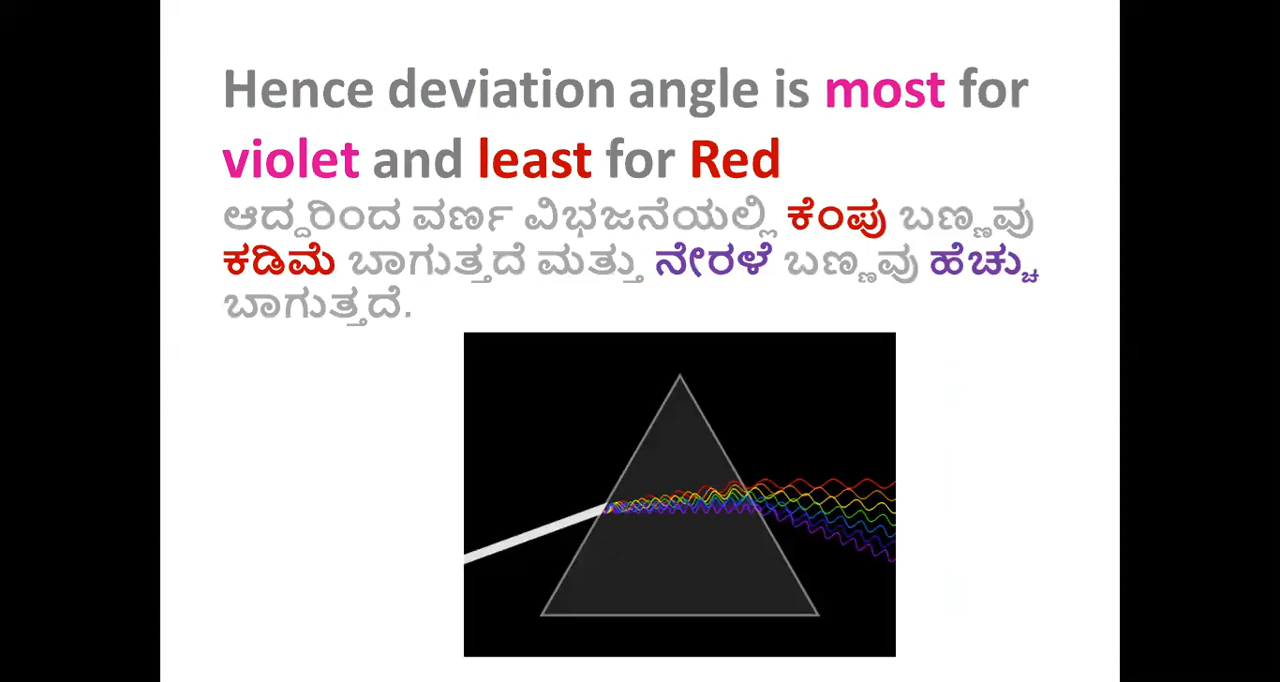 Hence deviation angle is most for
violet and least for Red
ಆದ್ದರಿಂದ ವರ್ಣ ವಿಭಜನೆಯಲ್ಲಿ ಕೆಂಪು ಬಣ್ಣವು
ಕಡಿಮೆ ಬಾಗುತ್ತದೆ ಮತ್ತು ನೇರಳೆ ಬಣ್ಣವು ಹೆಚ್ಚು
ಬಾಗುತ್ತದೆ.